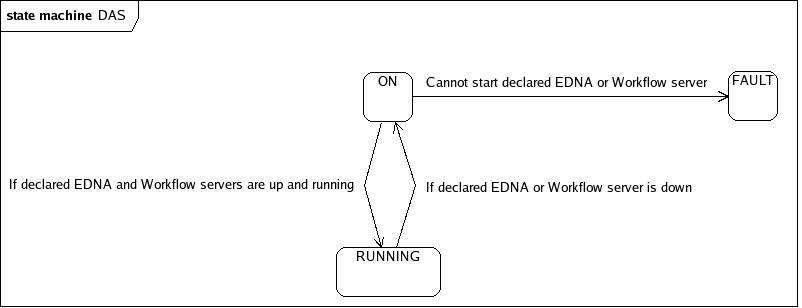 state machine DAS
ON
Cannot start declared EDNA or Workflow server
FAULT
If declared EDNA and Workflow servers are up and running
If declared EDNA or Workflow server is down
RUNNING